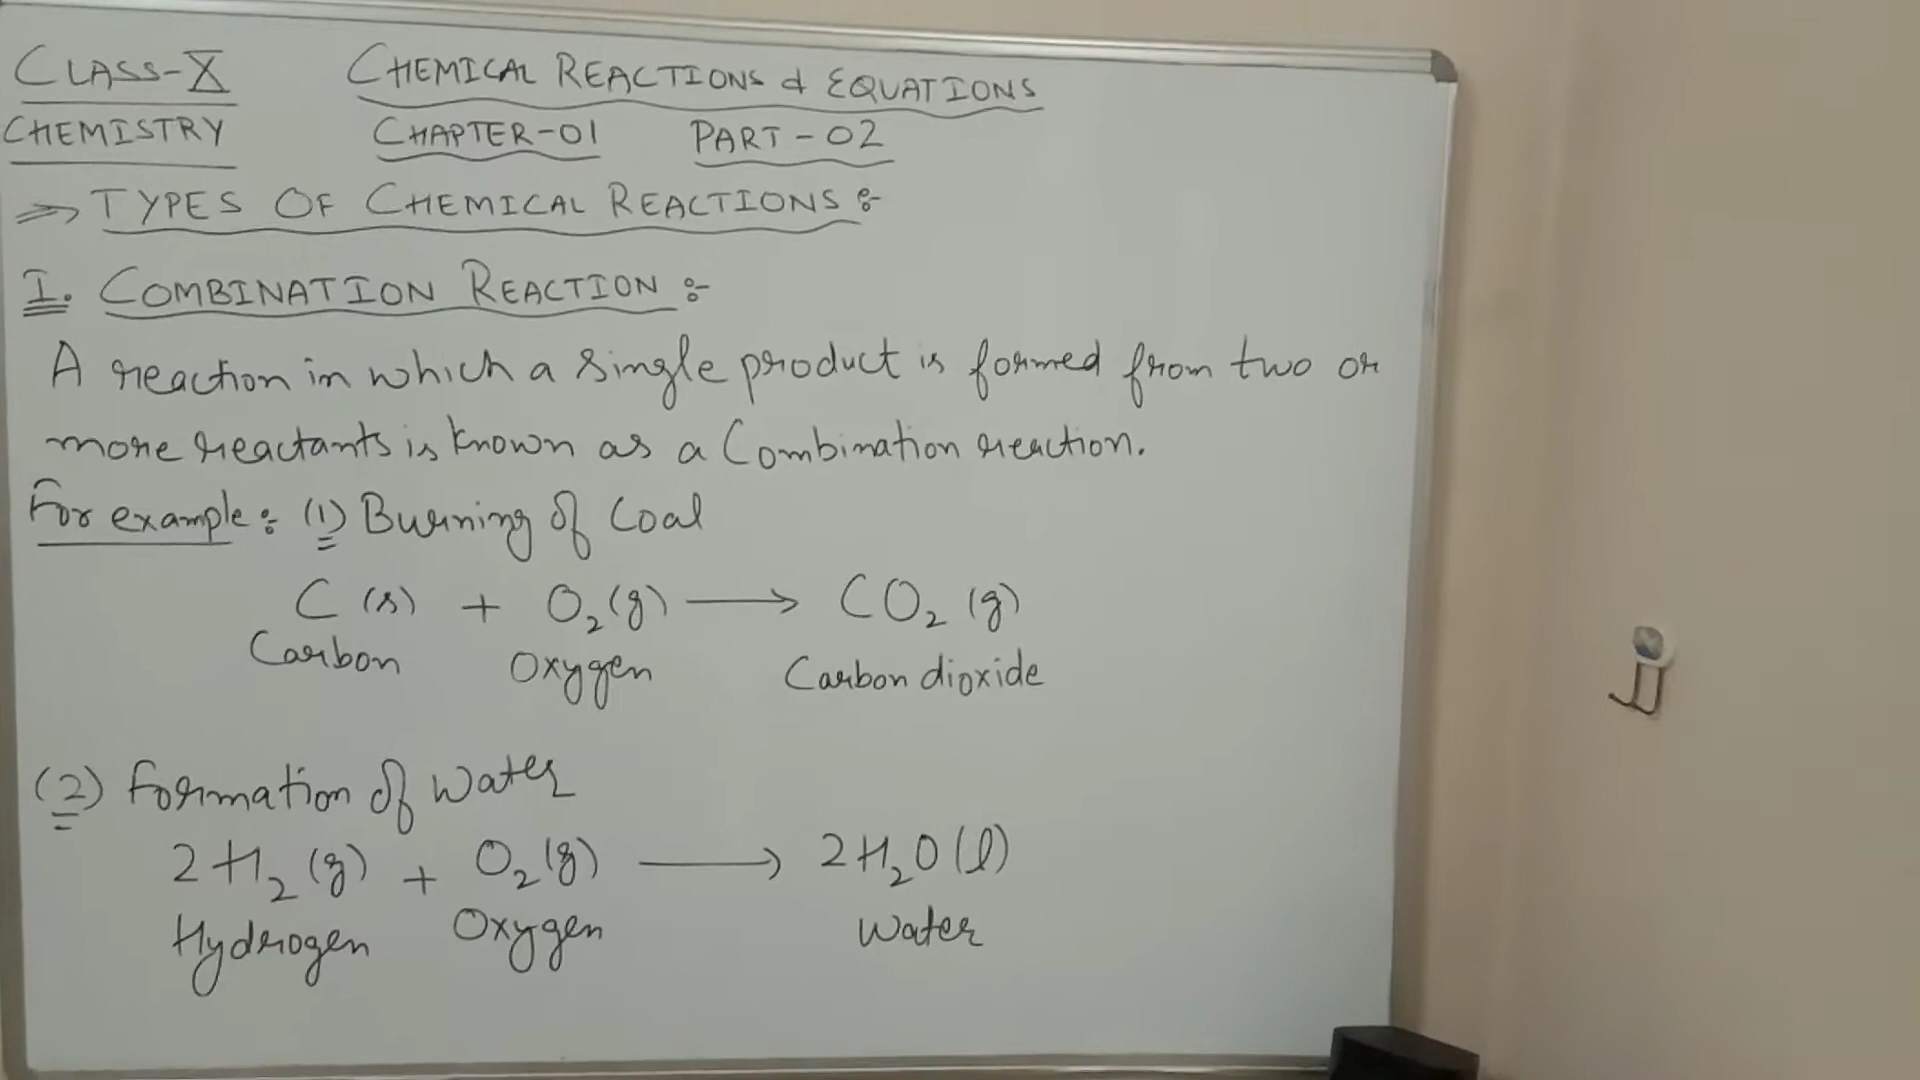 CLASS-X CHEMICAL REACTIONS & EQUATIONS
CHEMISTRY CHAPTER-01 PART-02
⇒ TYPES OF CHEMICAL REACTIONS :-
I. COMBINATION REACTION :-
A reaction in which a single product is formed from two or
more reactants is known as a Combination reaction.
For example: (1) Burning of Coal
C (s) + O₂ (g) ⟶ CO₂ (g)
Carbon Oxygen Carbon dioxide
(2) Formation of Water
2H₂ (g) + O₂ (g) ⟶ 2H₂O (l)
Hydrogen Oxygen Water